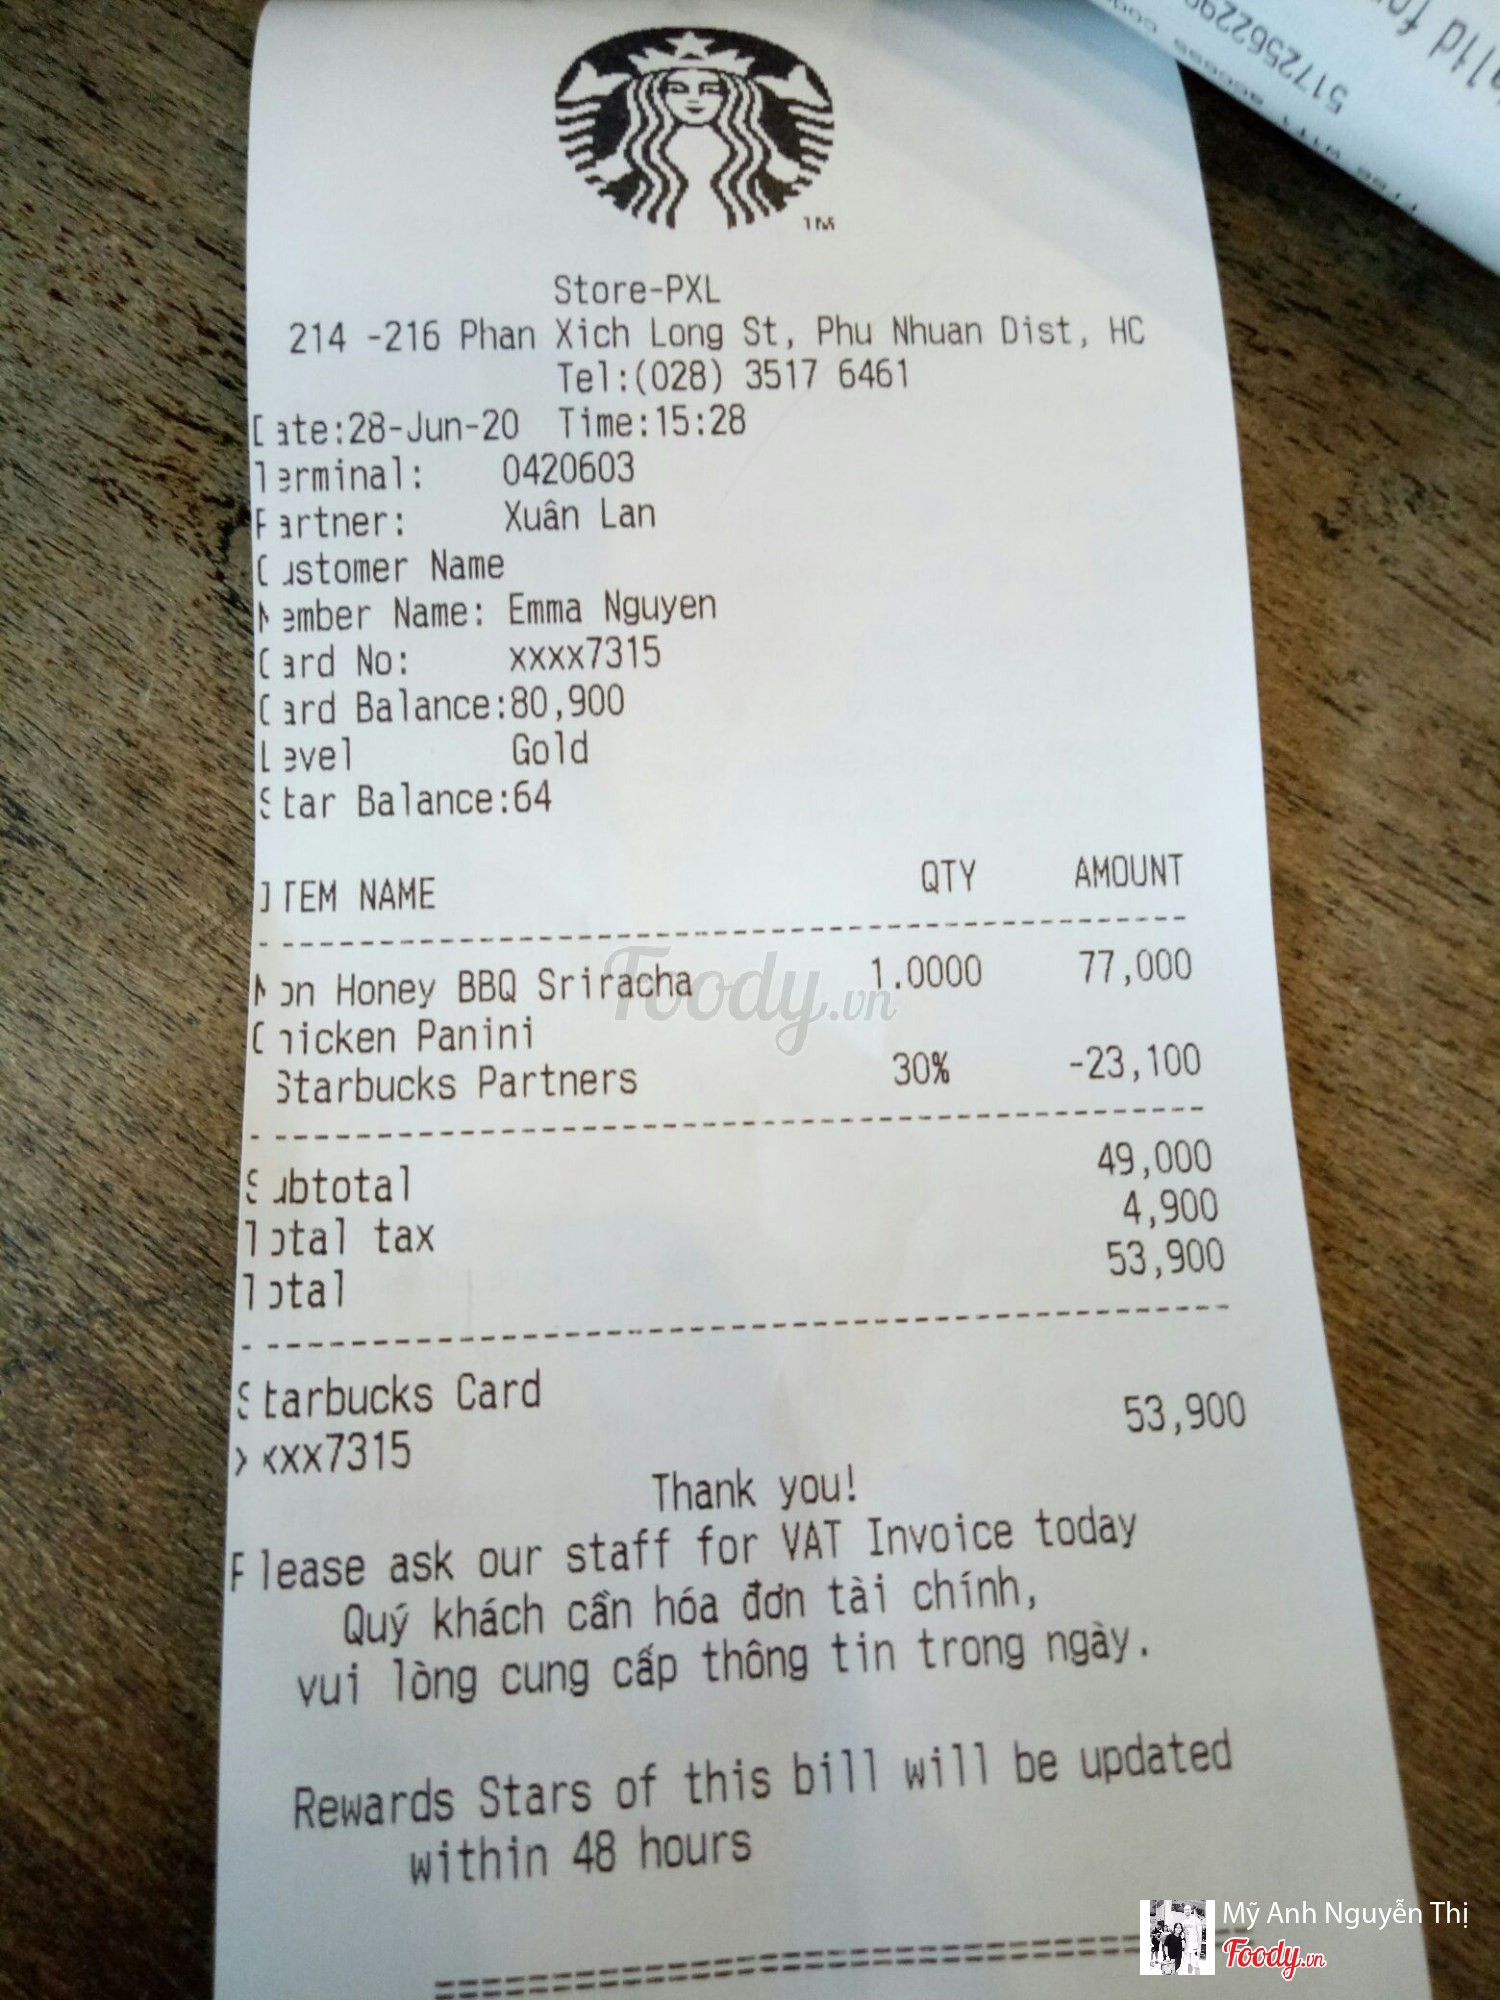 TM
Store-PXL
214 -216 Phan Xich Long St, Phu Nhuan Dist, HC
Tel:(028) 3517 6461
Date:28-Jun-20 Time:15:28
Terminal: 0420603
Partner: Xuân Lan
Customer Name
Member Name: Emma Nguyen
Card No: xxxx7315
Card Balance:80,900
Level Gold
Star Balance:64
ITEM NAME QTY AMOUNT
Mon Honey BBQ Sriracha 1.0000 77,000
Chicken Panini
Starbucks Partners 30% -23,100
Subtotal 49,000
Total tax 4,900
Total 53,900
Starbucks Card
xxxx7315 53,900
Thank you!
Please ask our staff for VAT Invoice today
Quý khách cần hóa đơn tài chính,
vui lòng cung cấp thông tin trong ngày.
Rewards Stars of this bill will be updated
within 48 hours
Foody.vn
Mỹ Anh Nguyễn Thị
Foody.vn